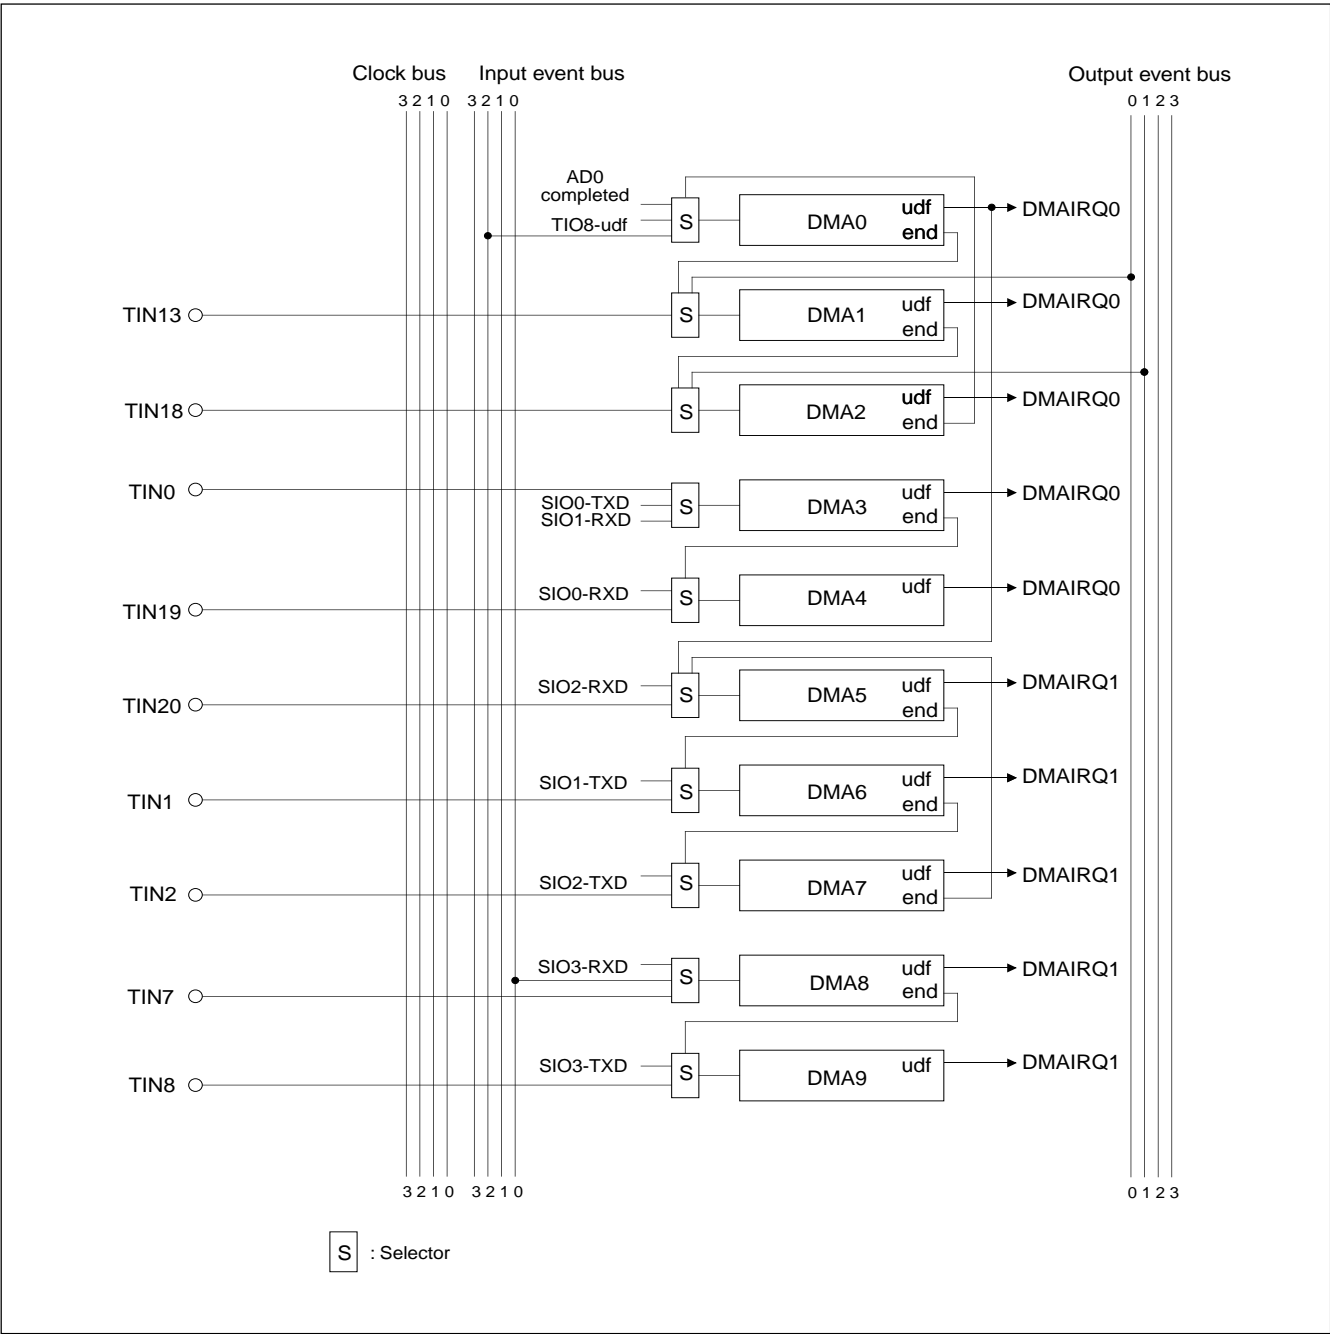 Clock bus Input event bus Output event bus
3 2 1 0 3 2 1 0 0 1 2 3
AD0
completed
TIO8-udf
S
DMA0
udf
end
DMAIRQ0
TIN13
S
DMA1
udf
end
DMAIRQ0
TIN18
S
DMA2
udf
end
DMAIRQ0
TIN0
SIO0-TXD
SIO1-RXD
S
DMA3
udf
end
DMAIRQ0
TIN19
SIO0-RXD
S
DMA4
udf
DMAIRQ0
TIN20
SIO2-RXD
S
DMA5
udf
end
DMAIRQ1
TIN1
SIO1-TXD
S
DMA6
udf
end
DMAIRQ1
TIN2
SIO2-TXD
S
DMA7
udf
end
DMAIRQ1
TIN7
SIO3-RXD
S
DMA8
udf
end
DMAIRQ1
TIN8
SIO3-TXD
S
DMA9
udf
DMAIRQ1
3 2 1 0 3 2 1 0 0 1 2 3
S : Selector